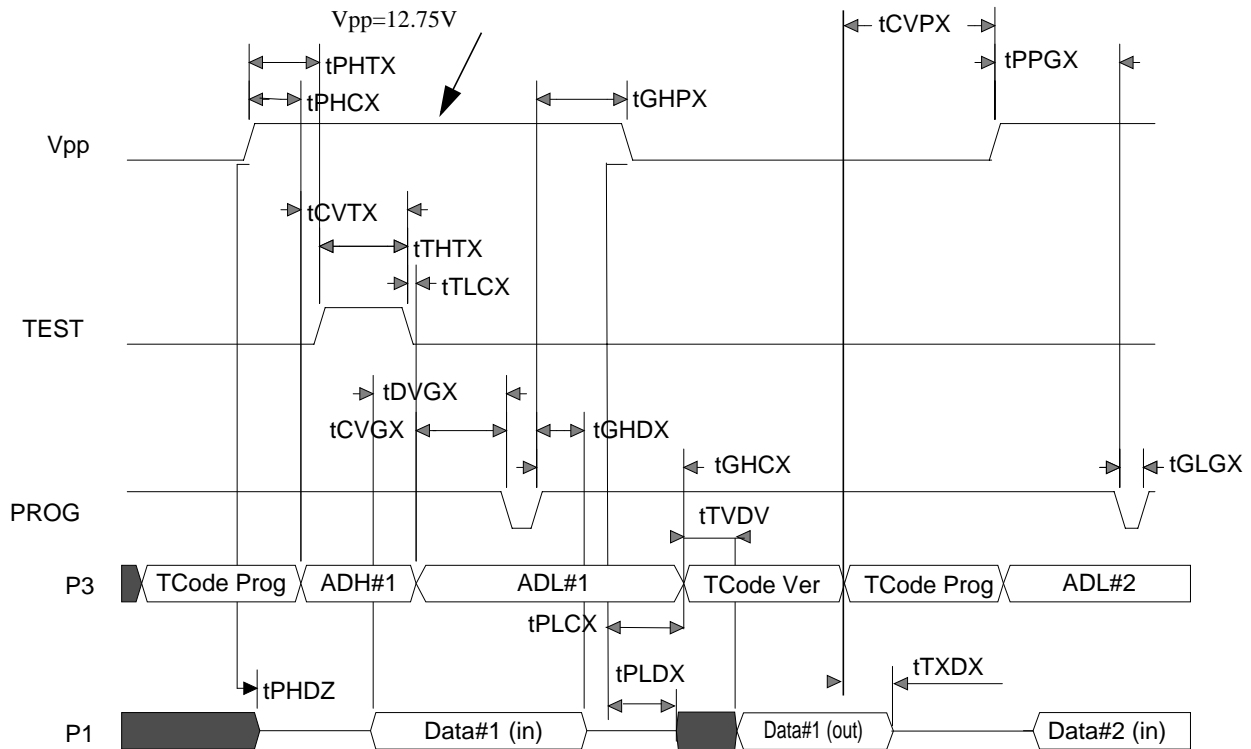 Vpp=12.75V
tCVPX
tPHTX
tPPGX
tPHCX
tGHPX
Vpp
tCVTX
tTHTX
tTLCX
TEST
tDVGX
tCVGX
tGHDX
tGHCX
tGLGX
PROG
tTVDV
P3 TCode Prog ADH#1 ADL#1 TCode Ver TCode Prog ADL#2
tPLCX
tPLDX
tTXDX
tPHDZ
P1 Data#1 (in) Data#1 (out) Data#2 (in)